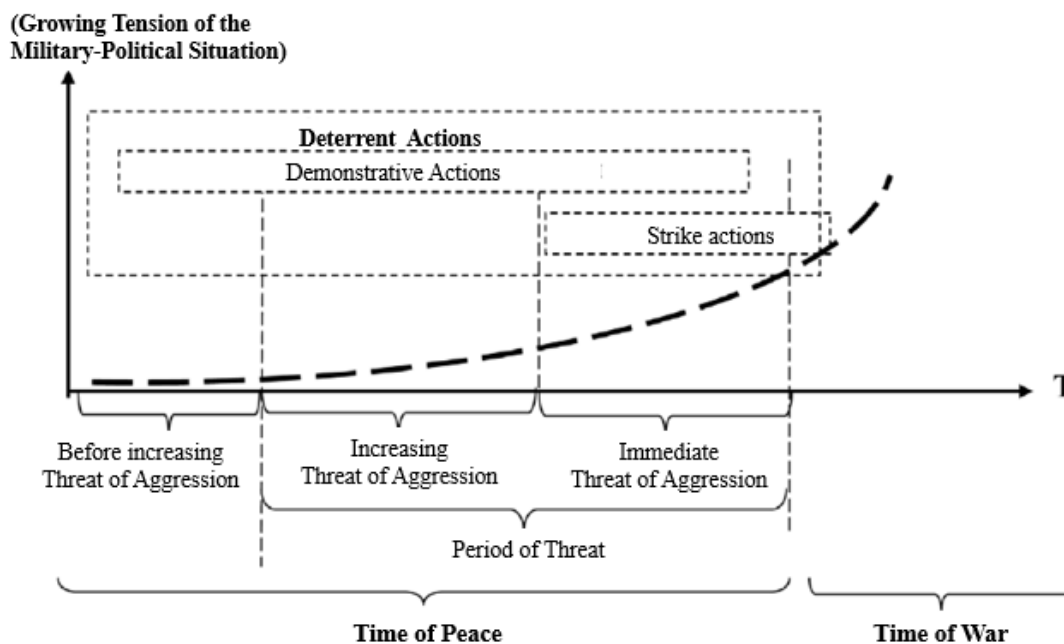 (Growing Tension of the
Military-Political Situation)
Deterrent Actions
Demonstrative Actions
Strike actions
T
Before increasing
Threat of Aggression
Increasing
Threat of Aggression
Immediate
Threat of Aggression
Period of Threat
Time of Peace
Time of War